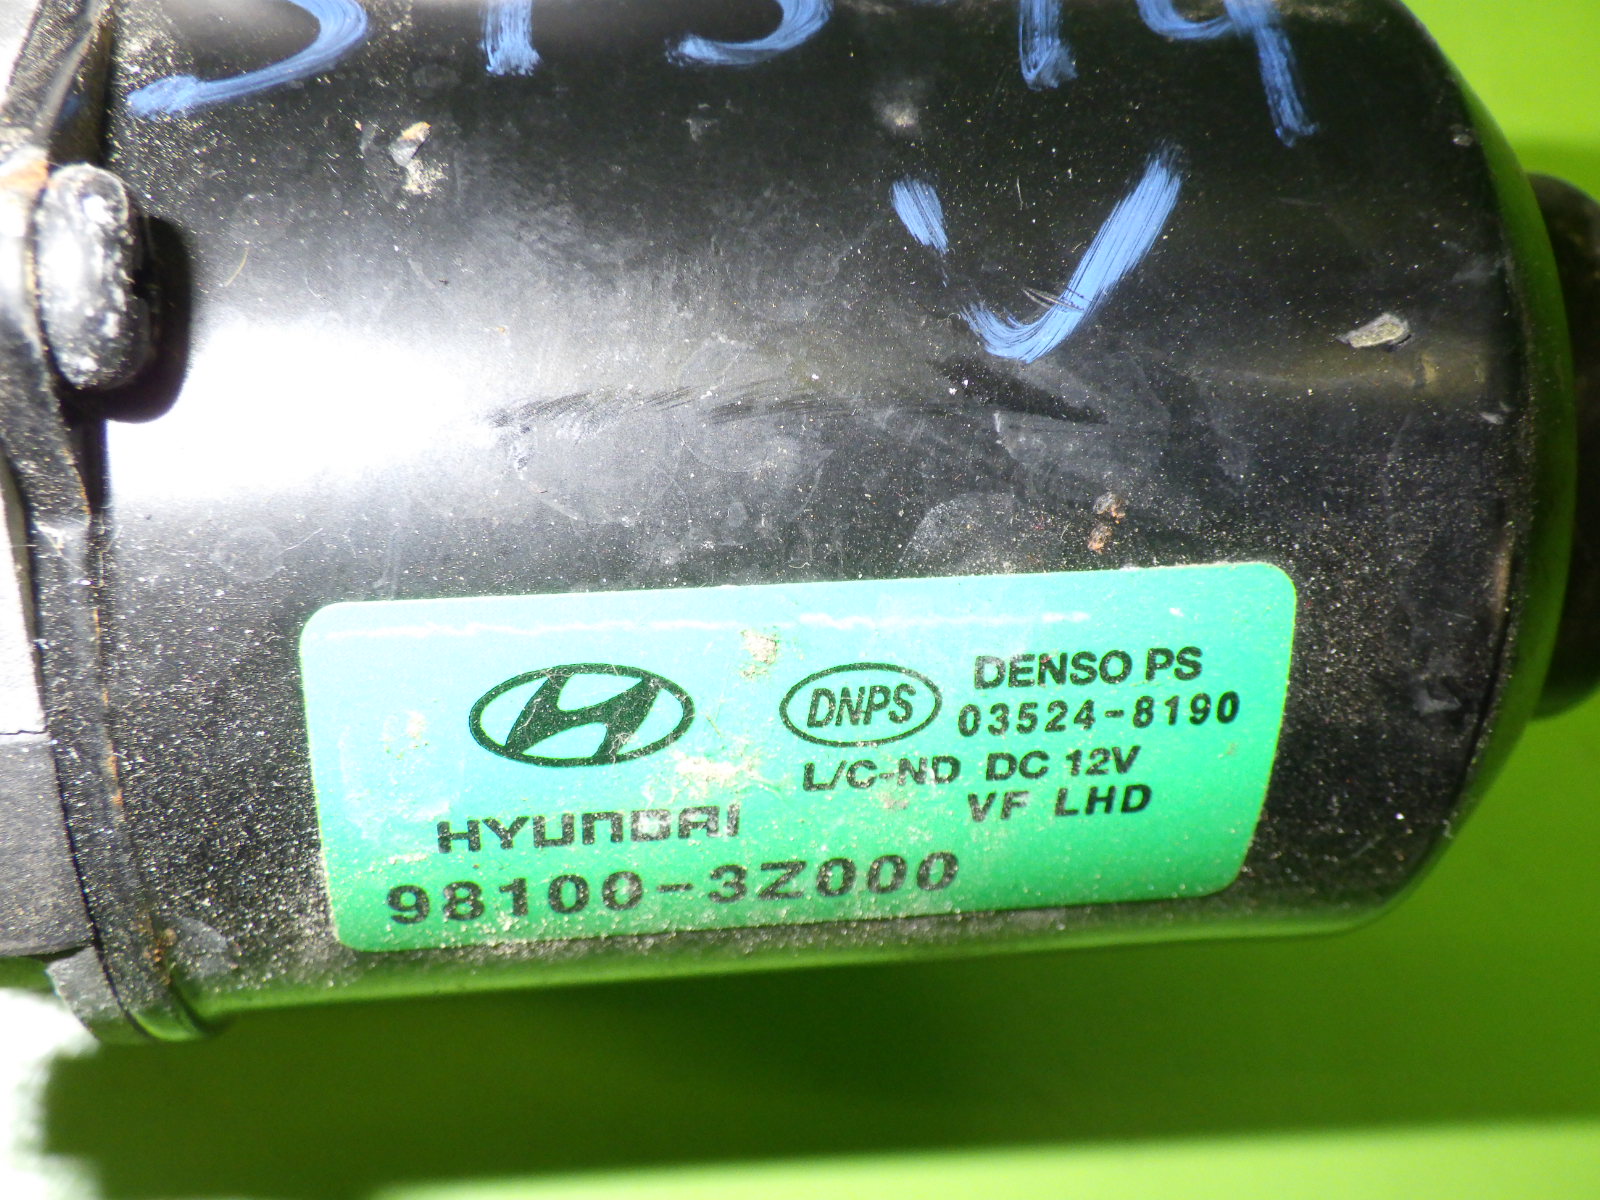 DNPS
DENSO PS
03524-8190
L/C-ND DC 12V
VF LHD
HYUNDAI
98100-3Z000